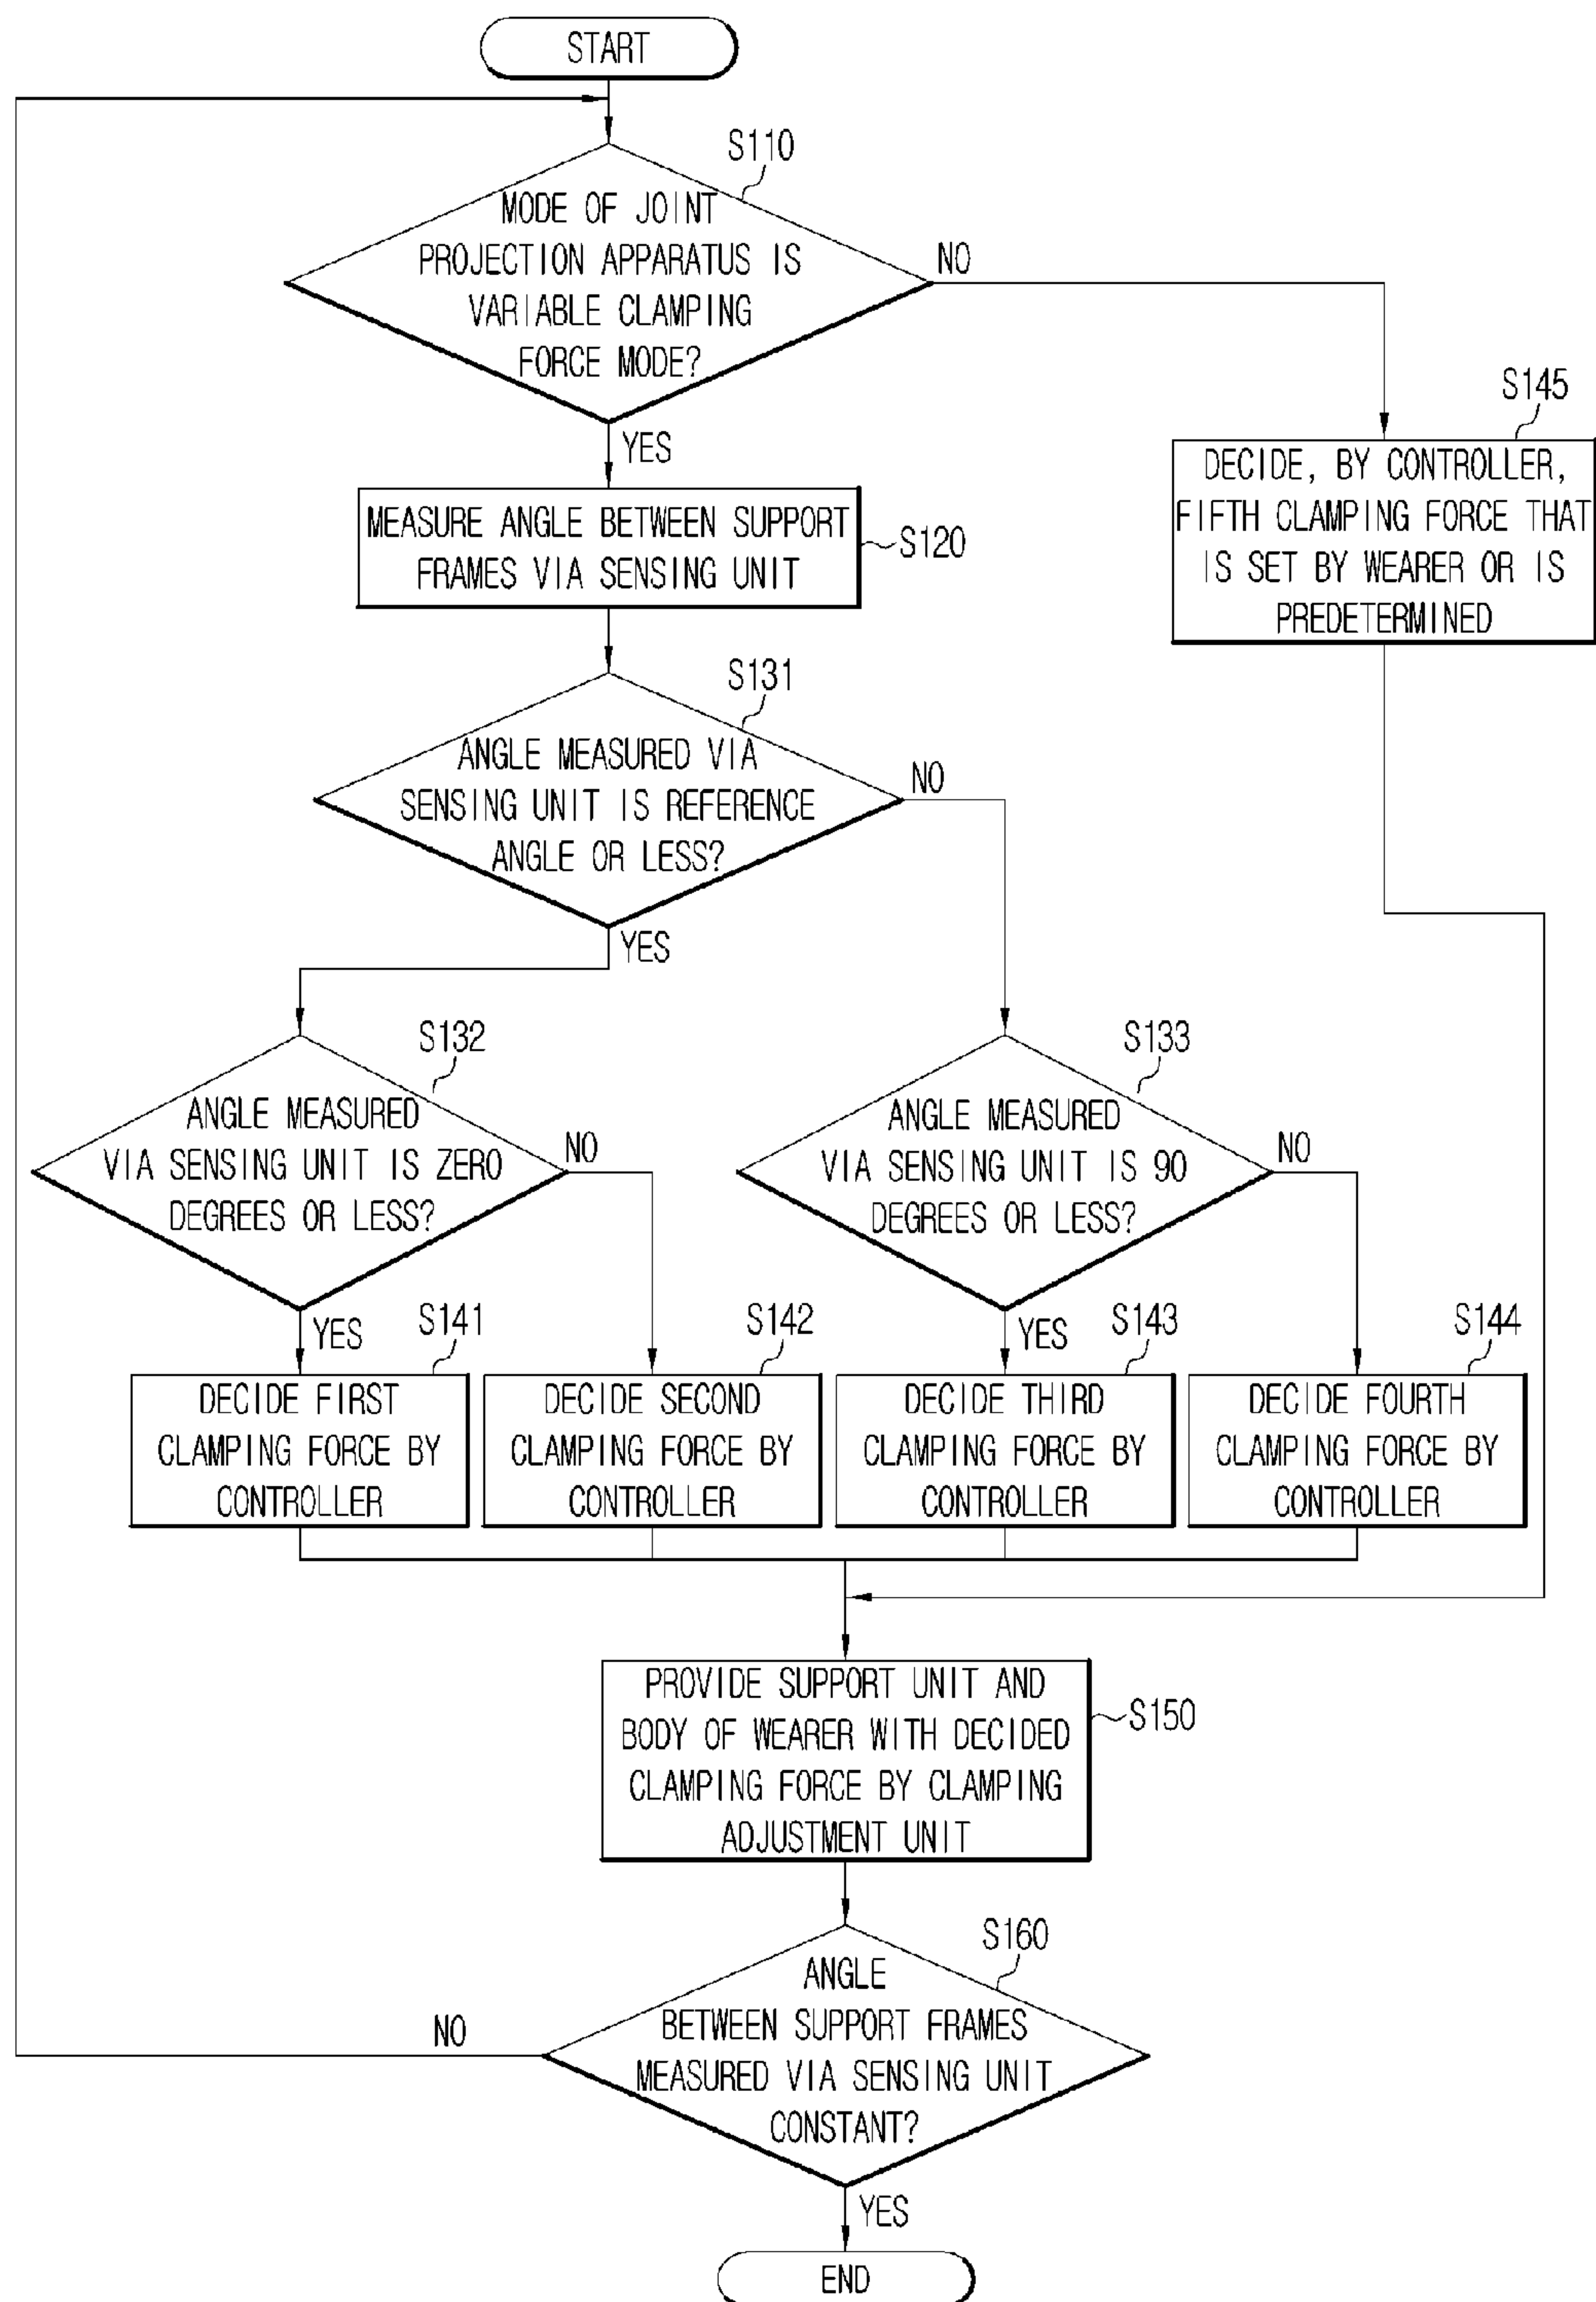 START
S110
MODE OF JOINT
PROJECTION APPARATUS IS
VARIABLE CLAMPING
FORCE MODE?
NO
YES
S145
DECIDE, BY CONTROLLER,
FIFTH CLAMPING FORCE THAT
IS SET BY WEARER OR IS
PREDETERMINED
MEASURE ANGLE BETWEEN SUPPORT
FRAMES VIA SENSING UNIT
S120
S131
ANGLE MEASURED VIA
SENSING UNIT IS REFERENCE
ANGLE OR LESS?
NO
YES
S132
ANGLE MEASURED
VIA SENSING UNIT IS ZERO
DEGREES OR LESS?
NO
YES
S133
ANGLE MEASURED
VIA SENSING UNIT IS 90
DEGREES OR LESS?
NO
YES
S141
DECIDE FIRST
CLAMPING FORCE BY
CONTROLLER
S142
DECIDE SECOND
CLAMPING FORCE BY
CONTROLLER
S143
DECIDE THIRD
CLAMPING FORCE BY
CONTROLLER
S144
DECIDE FOURTH
CLAMPING FORCE BY
CONTROLLER
PROVIDE SUPPORT UNIT AND
BODY OF WEARER WITH DECIDED
CLAMPING FORCE BY CLAMPING
ADJUSTMENT UNIT
S150
S160
ANGLE
BETWEEN SUPPORT FRAMES
MEASURED VIA SENSING UNIT
CONSTANT?
NO
YES
END